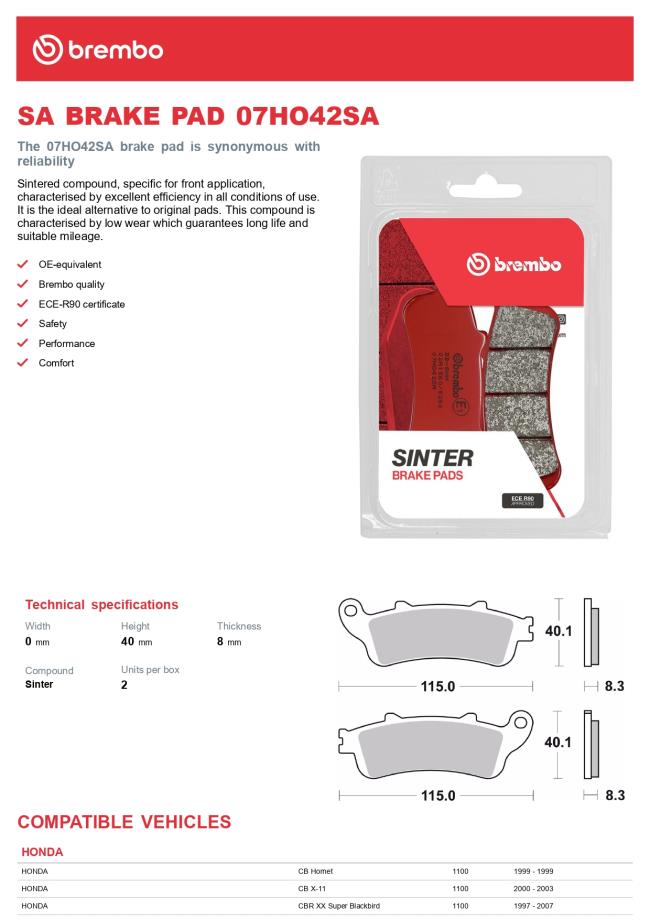 brembo
SA BRAKE PAD 07HO42SA
The 07HO42SA brake pad is synonymous with
reliability
Sintered compound, specific for front application,
characterised by excellent efficiency in all conditions of use.
It is the ideal alternative to original pads. This compound is
characterised by low wear which guarantees long life and
suitable mileage.
OE-equivalent
Brembo quality
ECE-R90 certificate
Safety
Performance
Comfort
brembo
brembo
E1
SINTER
BRAKE PADS
ECE R90
APPROVED
Technical specifications
Width Height Thickness
0 mm 40 mm 8 mm
Compound Units per box
Sinter 2
40.1
115.0 8.3
40.1
115.0 8.3
COMPATIBLE VEHICLES
HONDA
HONDA CB Hornet 1100 1999 - 1999
HONDA CB X-11 1100 2000 - 2003
HONDA CBR XX Super Blackbird 1100 1997 - 2007